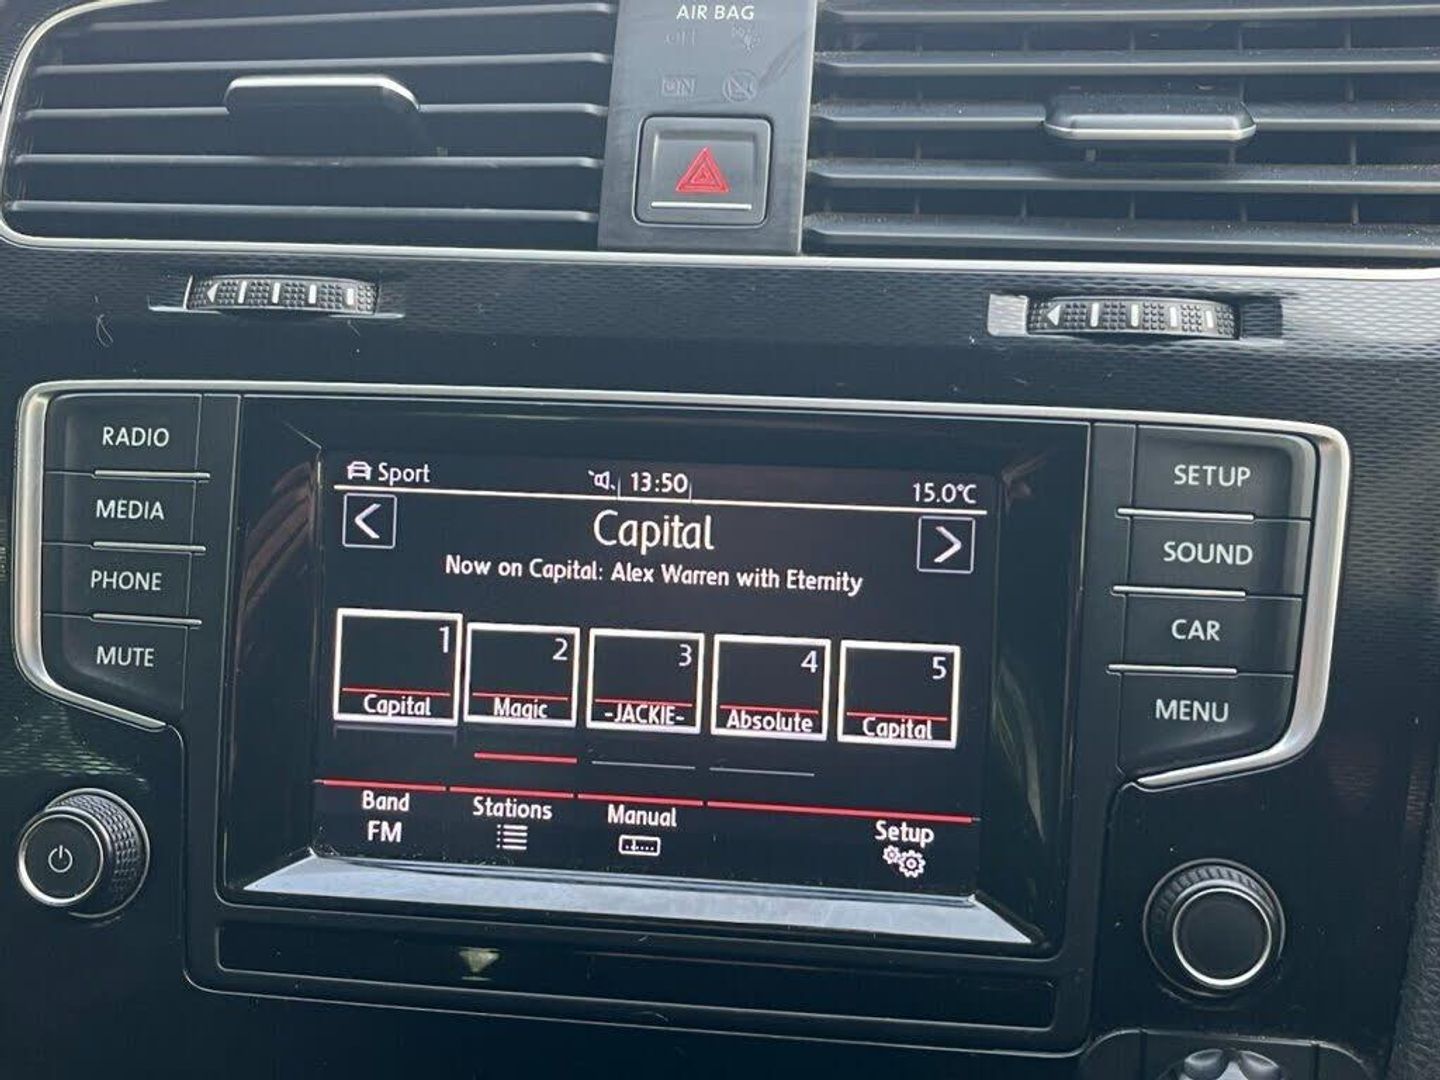 AIR BAG
OFF
ON
RADIO
MEDIA
PHONE
MUTE
Sport
13:50
15.0°C
<
Capital
>
Now on Capital: Alex Warren with Eternity
1
Capital
2
Magic
3
-JACKIE-
4
Absolute
5
Capital
Band
FM
Stations
Manual
Setup
SETUP
SOUND
CAR
MENU